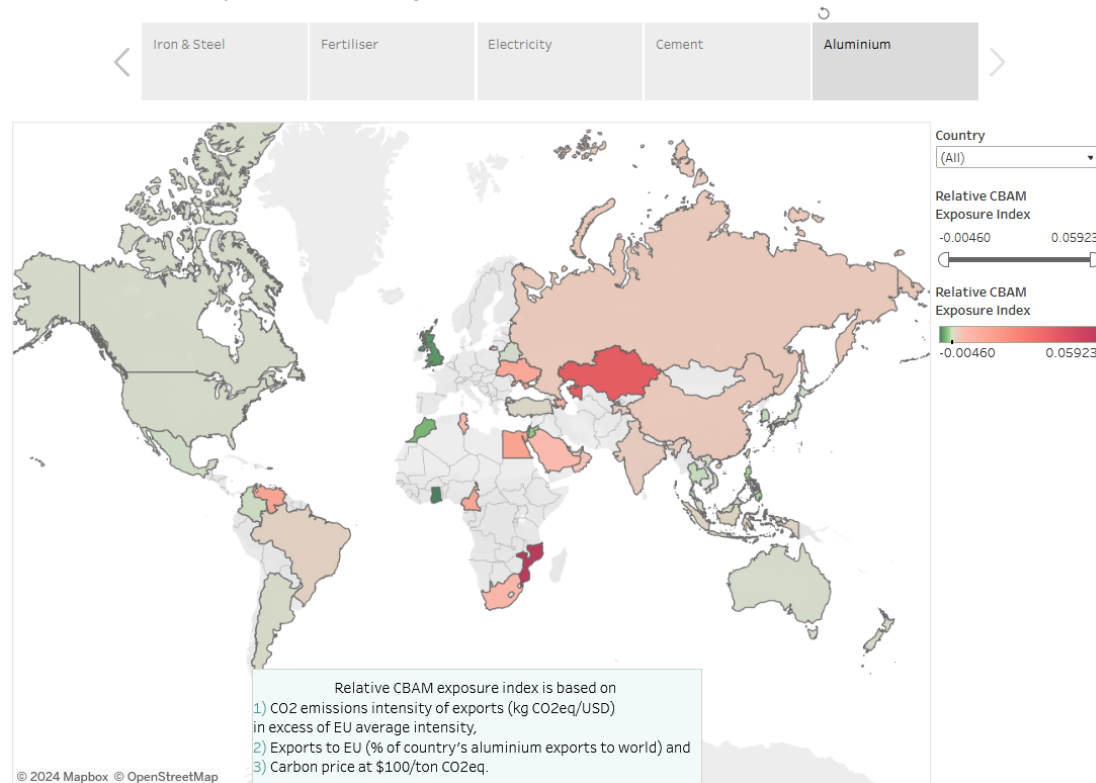 Iron & Steel
Fertiliser
Electricity
Cement
Aluminium
Country
(All)
Relative CBAM
Exposure Index
-0.00460 0.05923
Relative CBAM
Exposure Index
-0.00460 0.05923
Relative CBAM exposure index is based on
1) CO2 emissions intensity of exports (kg CO2eq/USD)
in excess of EU average intensity,
2) Exports to EU (% of country's aluminium exports to world) and
3) Carbon price at $100/ton CO2eq.
© 2024 Mapbox © OpenStreetMap